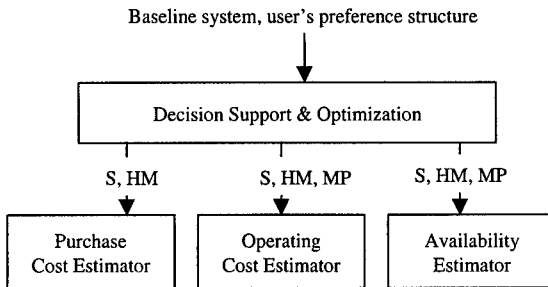 Baseline system, user's preference structure
Decision Support & Optimization
S, HM
S, HM, MP
S, HM, MP
Purchase
Cost Estimator
Operating
Cost Estimator
Availability
Estimator